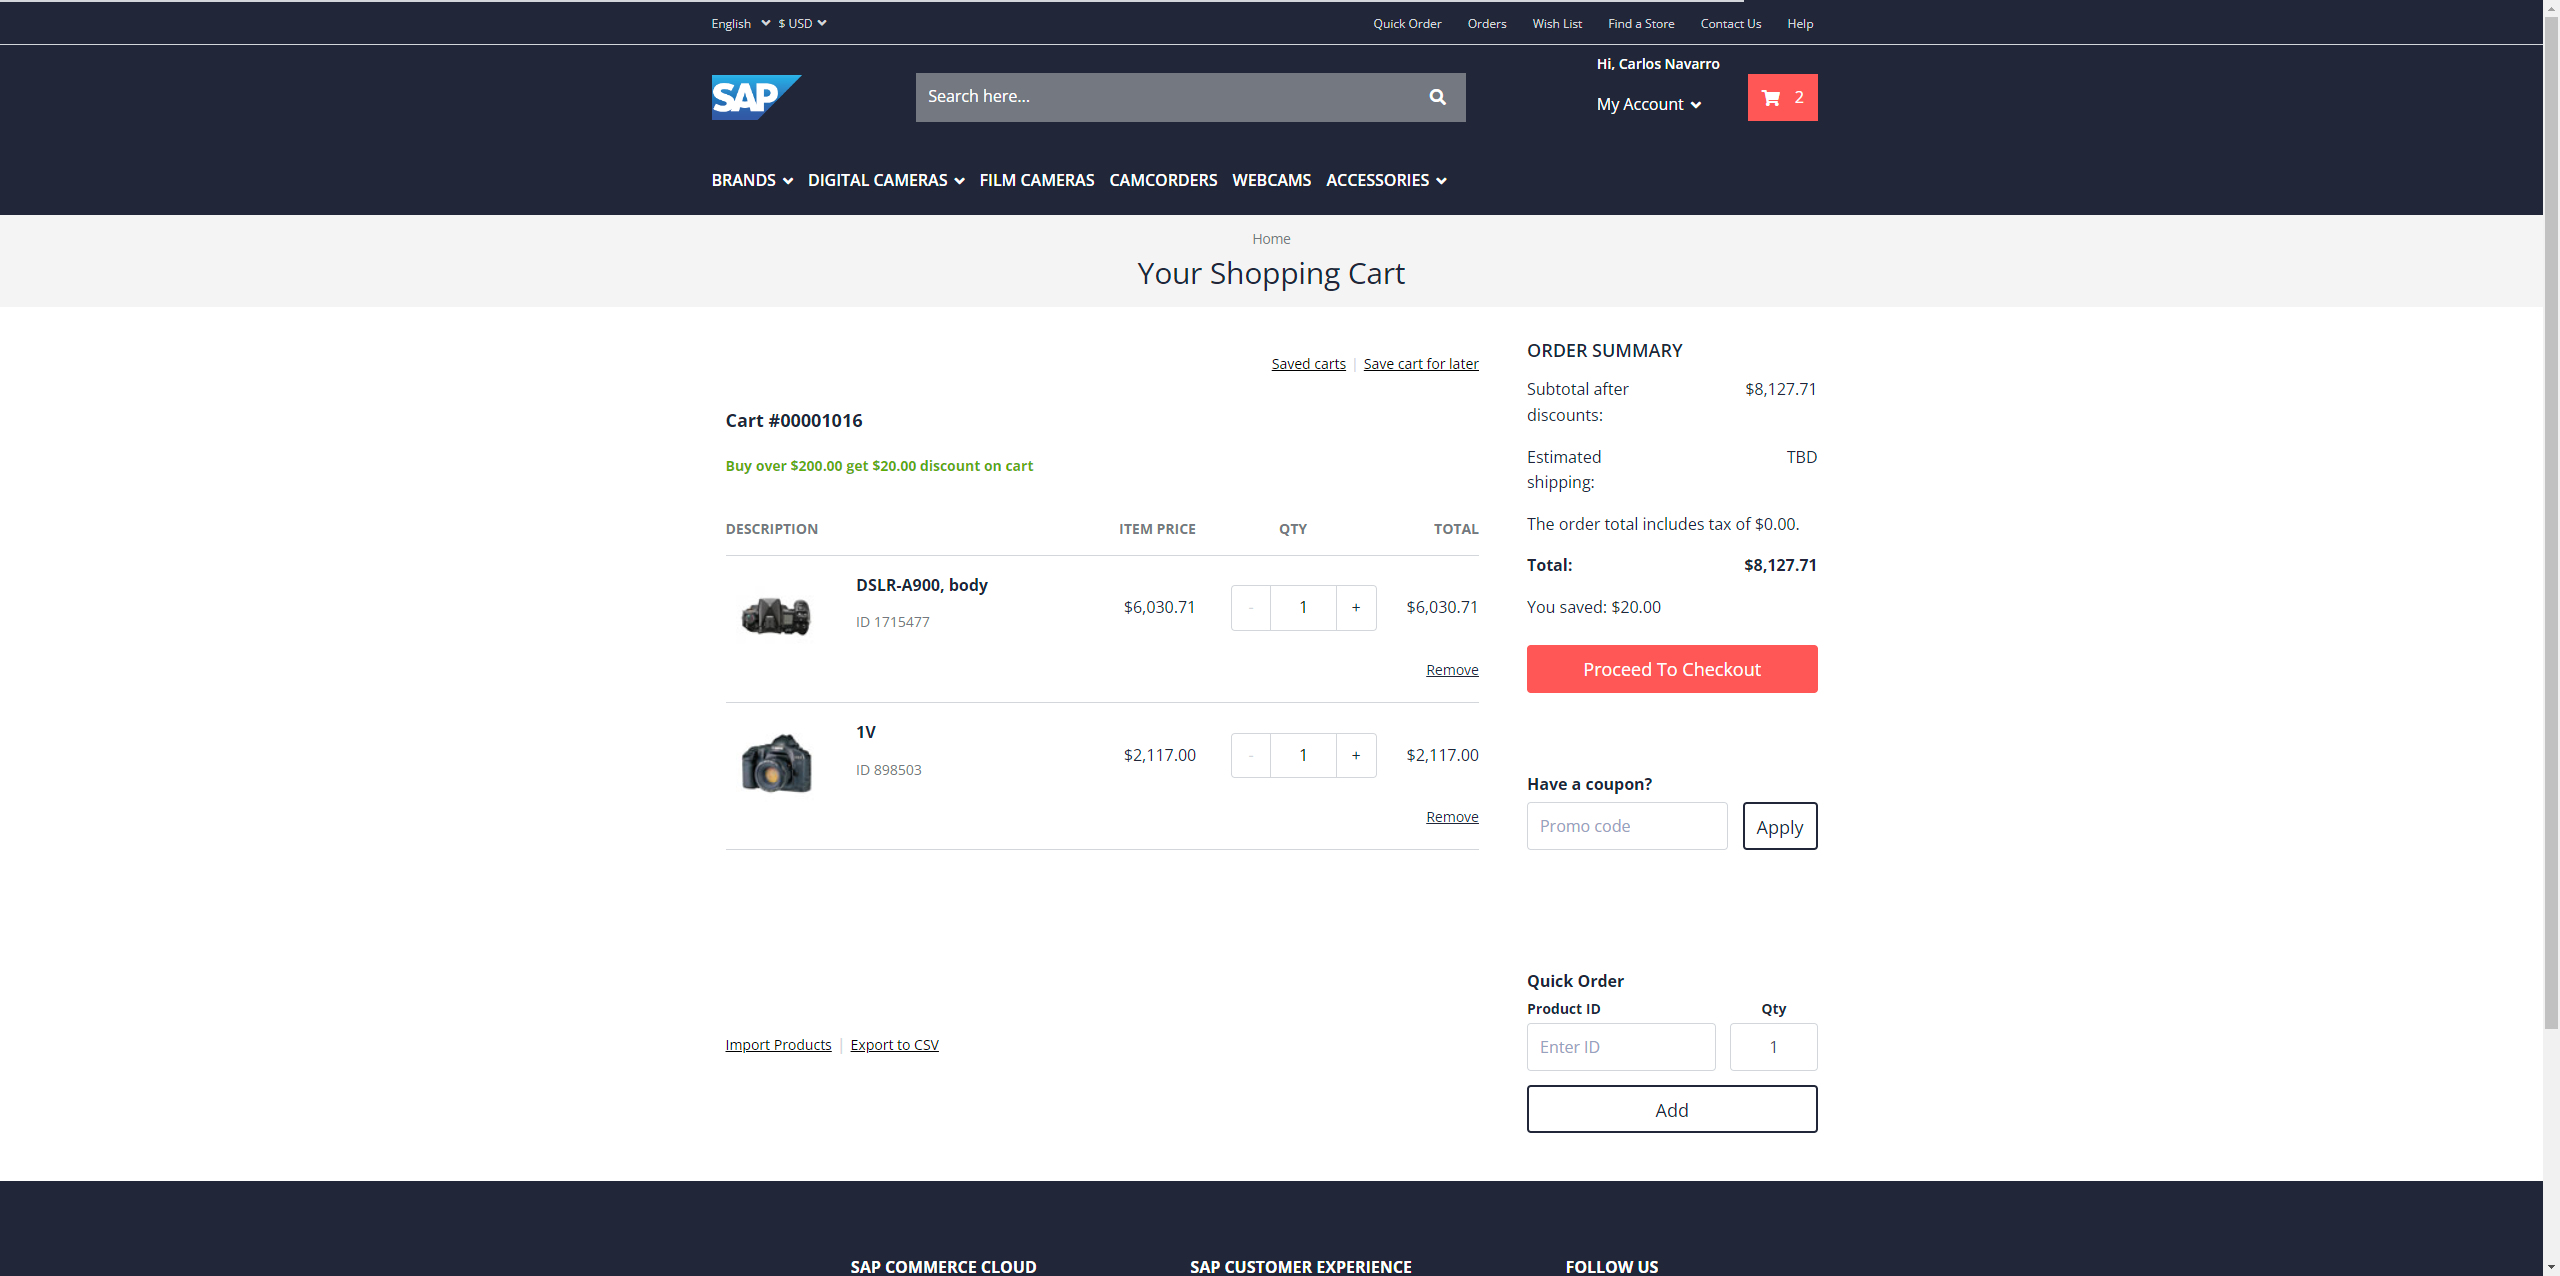 English $ USD Quick Order Orders Wish List Find a Store Contact Us Help
Hi, Carlos Navarro
SAP Search here... My Account 2
BRANDS DIGITAL CAMERAS FILM CAMERAS CAMCORDERS WEBCAMS ACCESSORIES
Home
Your Shopping Cart
Saved carts | Save cart for later
Cart #00001016
Buy over $200.00 get $20.00 discount on cart
DESCRIPTION ITEM PRICE QTY TOTAL
DSLR-A900, body
ID 1715477
$6,030.71 - 1 + $6,030.71
Remove
1V
ID 898503
$2,117.00 - 1 + $2,117.00
Remove
Import Products | Export to CSV
ORDER SUMMARY
Subtotal after discounts: $8,127.71
Estimated shipping: TBD
The order total includes tax of $0.00.
Total: $8,127.71
You saved: $20.00
Proceed To Checkout
Have a coupon?
Promo code Apply
Quick Order
Product ID Qty
Enter ID 1
Add
SAP COMMERCE CLOUD SAP CUSTOMER EXPERIENCE FOLLOW US